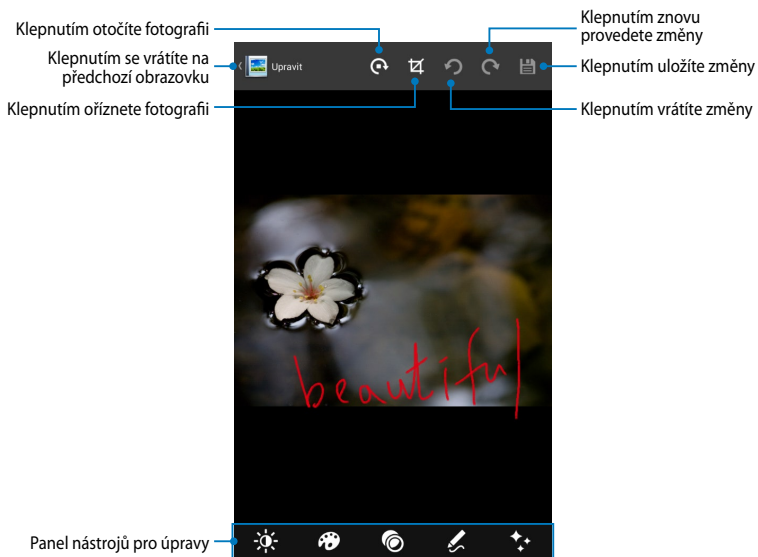 Klepnutím otočíte fotografii
Klepnutím se vrátíte na
předchozí obrazovku
Klepnutím oříznete fotografii
Klepnutím znovu
provedete změny
Klepnutím uložíte změny
Klepnutím vrátíte změny
Upravit
beautiful
Panel nástrojů pro úpravy